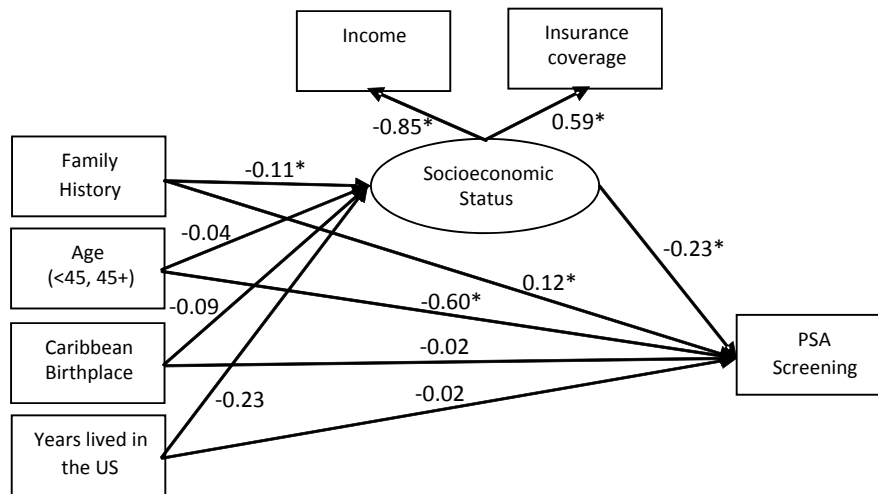 Income
Insurance
coverage
-0.85*
0.59*
Family
History
-0.11*
Socioeconomic
Status
Age
(<45, 45+)
-0.04
-0.23*
0.12*
-0.60*
-0.09
Caribbean
Birthplace
-0.02
PSA
Screening
-0.23
-0.02
Years lived in
the US